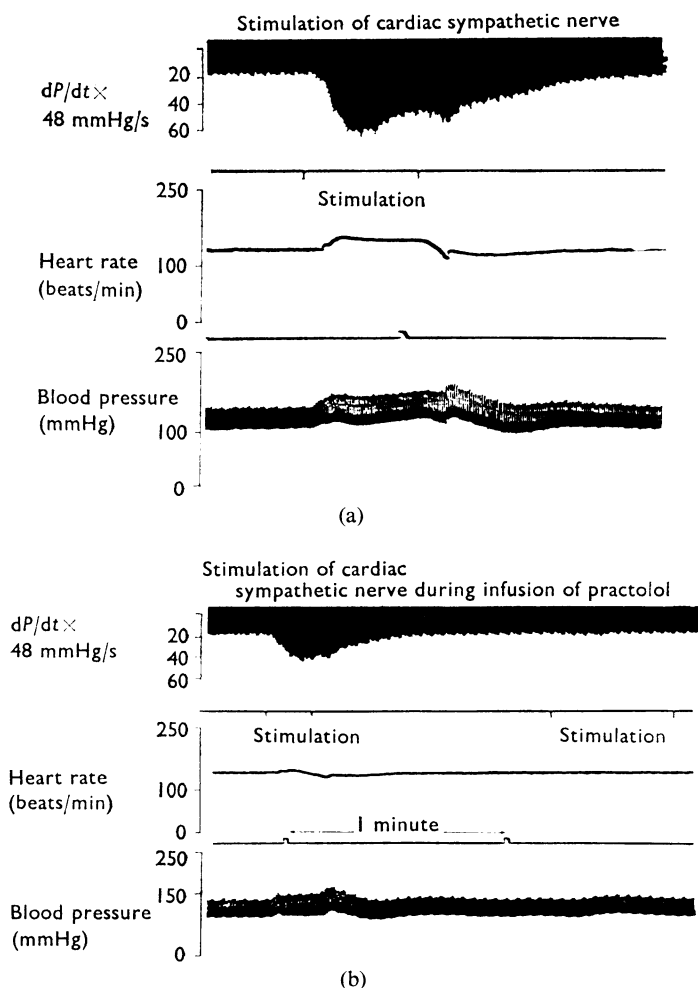 Stimulation of cardiac sympathetic nerve
dP/dt×
48 mmHg/s
20
40
60
Stimulation
250
Heart rate
(beats/min)
100
0
250
Blood pressure
(mmHg)
100
0
(a)
Stimulation of cardiac
sympathetic nerve during infusion of practolol
dP/dt×
48 mmHg/s
20
40
60
250
Stimulation
Stimulation
Heart rate
(beats/min)
100
0
1 minute
250
150
Blood pressure
(mmHg)
0
(b)